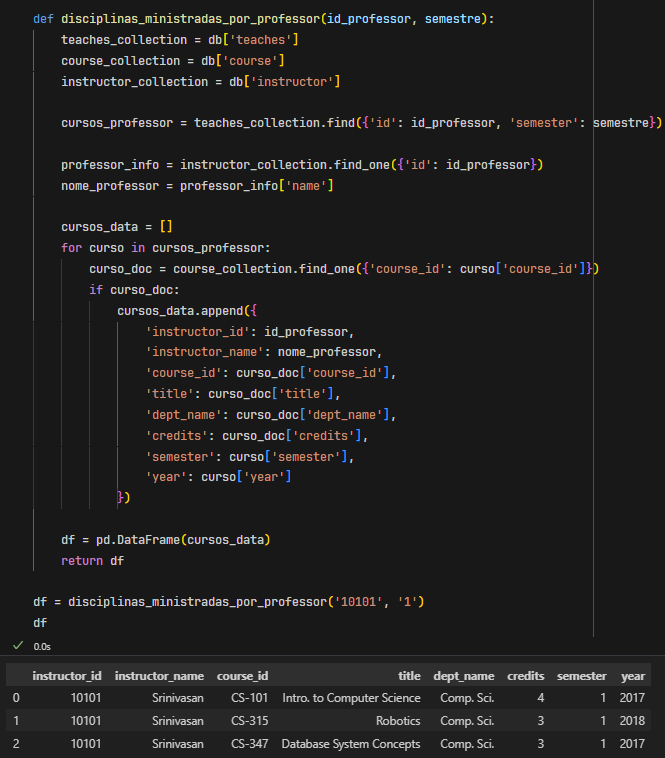 def disciplinas_ministradas_por_professor(id_professor, semestre):
    teaches_collection = db['teaches']
    course_collection = db['course']
    instructor_collection = db['instructor']

    cursos_professor = teaches_collection.find({'id': id_professor, 'semester': semestre})

    professor_info = instructor_collection.find_one({'id': id_professor})
    nome_professor = professor_info['name']

    cursos_data = []
    for curso in cursos_professor:
        curso_doc = course_collection.find_one({'course_id': curso['course_id']})
        if curso_doc:
            cursos_data.append({
                'instructor_id': id_professor,
                'instructor_name': nome_professor,
                'course_id': curso_doc['course_id'],
                'title': curso_doc['title'],
                'dept_name': curso_doc['dept_name'],
                'credits': curso_doc['credits'],
                'semester': curso['semester'],
                'year': curso['year']
            })

    df = pd.DataFrame(cursos_data)
    return df

df = disciplinas_ministradas_por_professor('10101', '1')
df
0.0s
instructor_id instructor_name course_id title dept_name credits semester year
0 10101 Srinivasan CS-101 Intro. to Computer Science Comp. Sci. 4 1 2017
1 10101 Srinivasan CS-315 Robotics Comp. Sci. 3 1 2018
2 10101 Srinivasan CS-347 Database System Concepts Comp. Sci. 3 1 2017